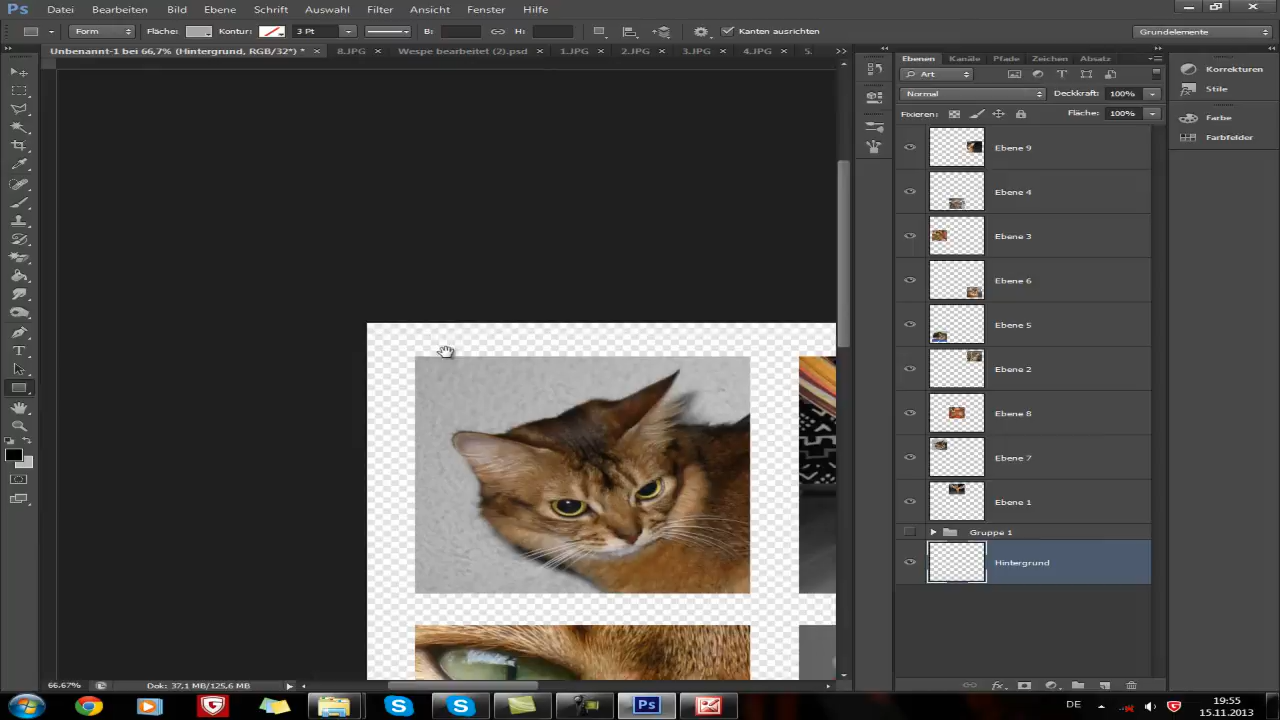 Ps Datei Bearbeiten Bild Ebene Schrift Auswahl Filter Ansicht Fenster Hilfe
Form Fläche: Kontur: 3 Pt B: H: Kanten ausrichten Grundelemente
Unbenannt-1 bei 66,7% (Hintergrund, RGB/32*) * × 8.JPG × Wespe bearbeitet (2).psd × 1.JPG × 2.JPG × 3.JPG × 4.JPG × 5. >>
Ebenen Kanäle Pfade Zeichen Absatz
Korrekturen
Art
Stile
Normal Deckkraft: 100%
Fixieren: Fläche: 100%
Farbe
Farbfelder
Ebene 9
Ebene 4
Ebene 3
Ebene 6
Ebene 5
Ebene 2
Ebene 8
Ebene 7
Ebene 1
Gruppe 1
Hintergrund
66.67% Dok: 37,1 MB/125,6 MB
fx
DE 19:55
15.11.2013